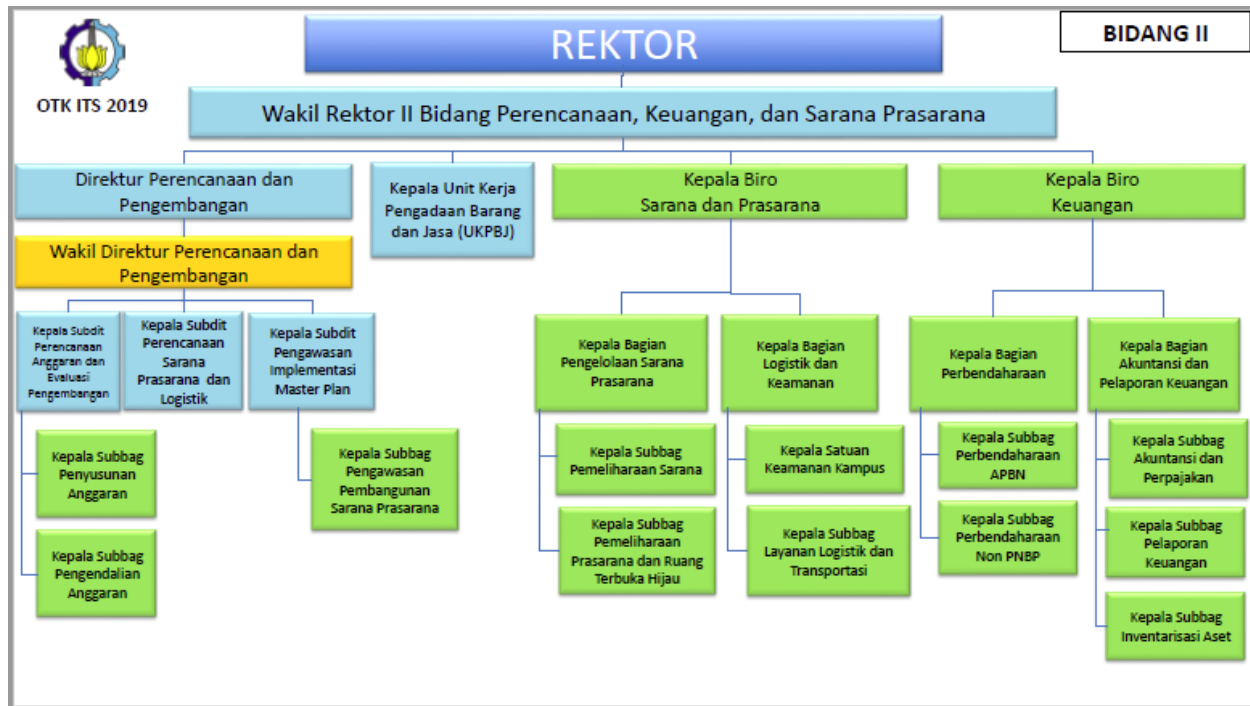 REKTOR
BIDANG II
OTK ITS 2019
Wakil Rektor II Bidang Perencanaan, Keuangan, dan Sarana Prasarana
Direktur Perencanaan dan
Pengembangan
Kepala Unit Kerja
Pengadaan Barang
dan Jasa (UKPBJ)
Kepala Biro
Sarana dan Prasarana
Kepala Biro
Keuangan
Wakil Direktur Perencanaan dan
Pengembangan
Kepala Subdit
Perencanaan
Anggaran dan
Evaluasi
Pengembangan
Kepala Subdit
Perencanaan
Sarana
Prasarana dan
Logistik
Kepala Subdit
Pengawasan
Implementasi
Master Plan
Kepala Bagian
Pengelolaan Sarana
Prasarana
Kepala Bagian
Logistik dan
Keamanan
Kepala Bagian
Perbendaharaan
Kepala Bagian
Akuntansi dan
Pelaporan Keuangan
Kepala Subbag
Penyusunan
Anggaran
Kepala Subbag
Pengawasan
Pembangunan
Sarana Prasarana
Kepala Subbag
Pemeliharaan Sarana
Kepala Satuan
Keamanan Kampus
Kepala Subbag
Perbendaharaan
APBN
Kepala Subbag
Akuntansi dan
Perpajakan
Kepala Subbag
Pengendalian
Anggaran
Kepala Subbag
Pemeliharaan
Prasarana dan Ruang
Terbuka Hijau
Kepala Subbag
Layanan Logistik dan
Transportasi
Kepala Subbag
Perbendaharaan
Non PNBP
Kepala Subbag
Pelaporan
Keuangan
Kepala Subbag
Inventarisasi Aset